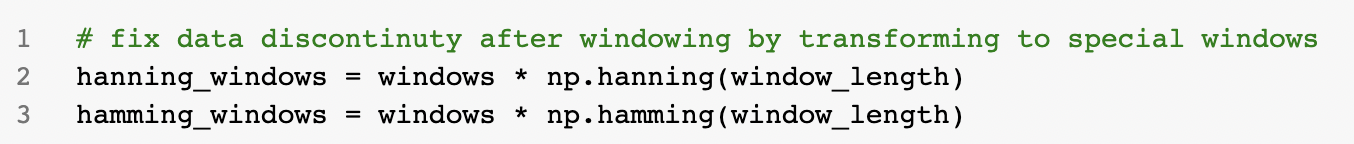 1 # fix data discontinuty after windowing by transforming to special windows
2 hanning_windows = windows * np.hanning(window_length)
3 hamming_windows = windows * np.hamming(window_length)